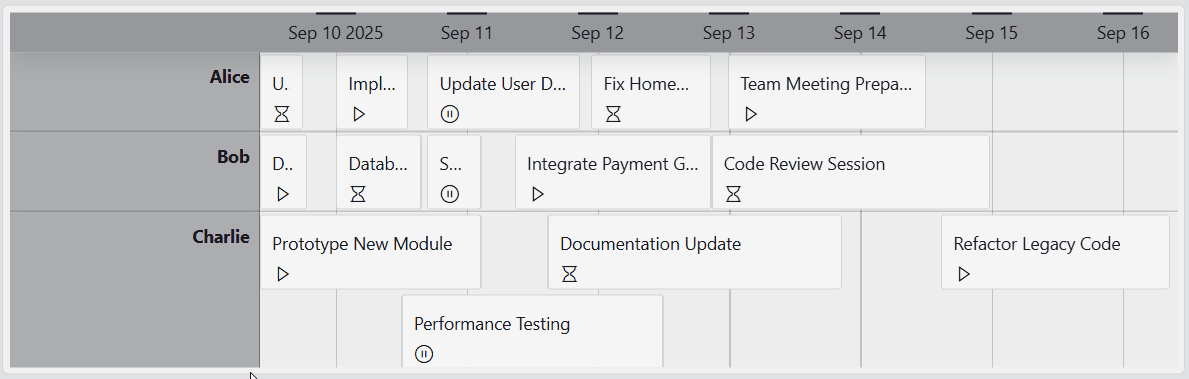 Sep 10 2025 Sep 11 Sep 12 Sep 13 Sep 14 Sep 15 Sep 16
Alice
U. Impl... Update User D... Fix Home... Team Meeting Prepa...
Bob
D.. Datab... S... Integrate Payment G... Code Review Session
Charlie
Prototype New Module Documentation Update Refactor Legacy Code
Performance Testing